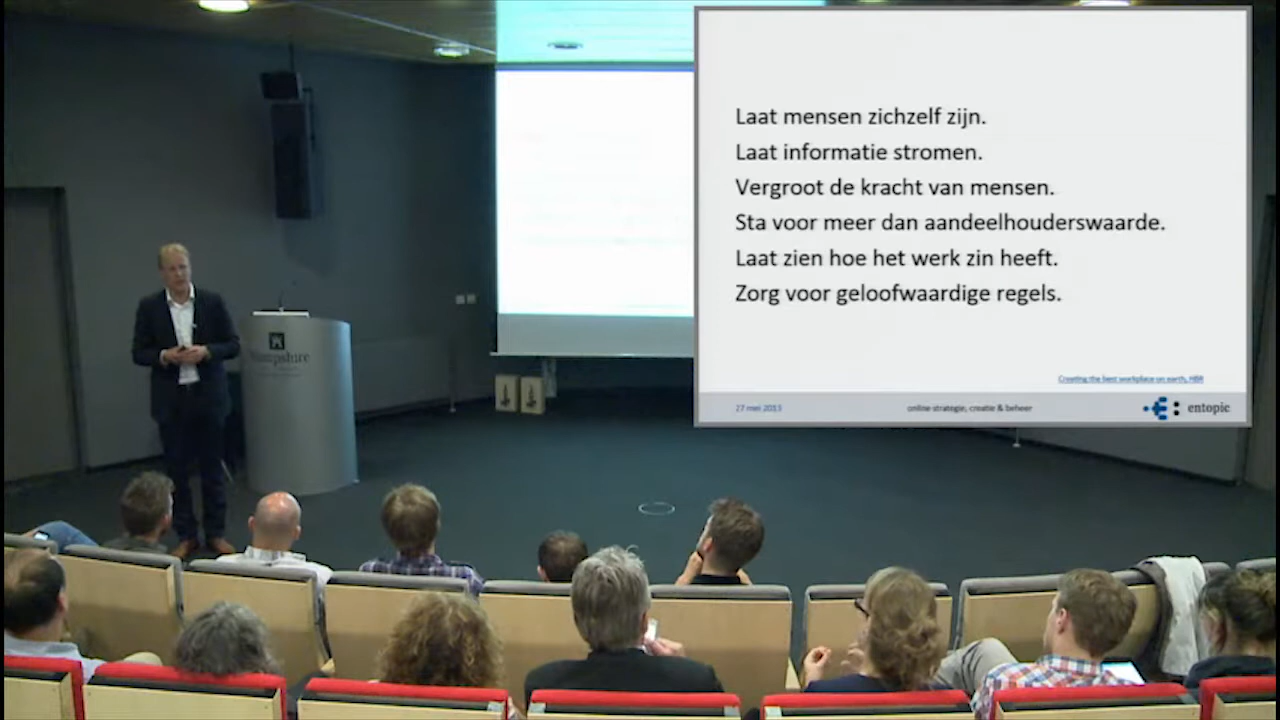 Laat mensen zichzelf zijn.
Laat informatie stromen.
Vergroot de kracht van mensen.
Sta voor meer dan aandeelhouderswaarde.
Laat zien hoe het werk zin heeft.
Zorg voor geloofwaardige regels.
Creating the best workplace on earth, HBR
27 mei 2013
online strategie, creatie & beheer
entopic
Hampshire